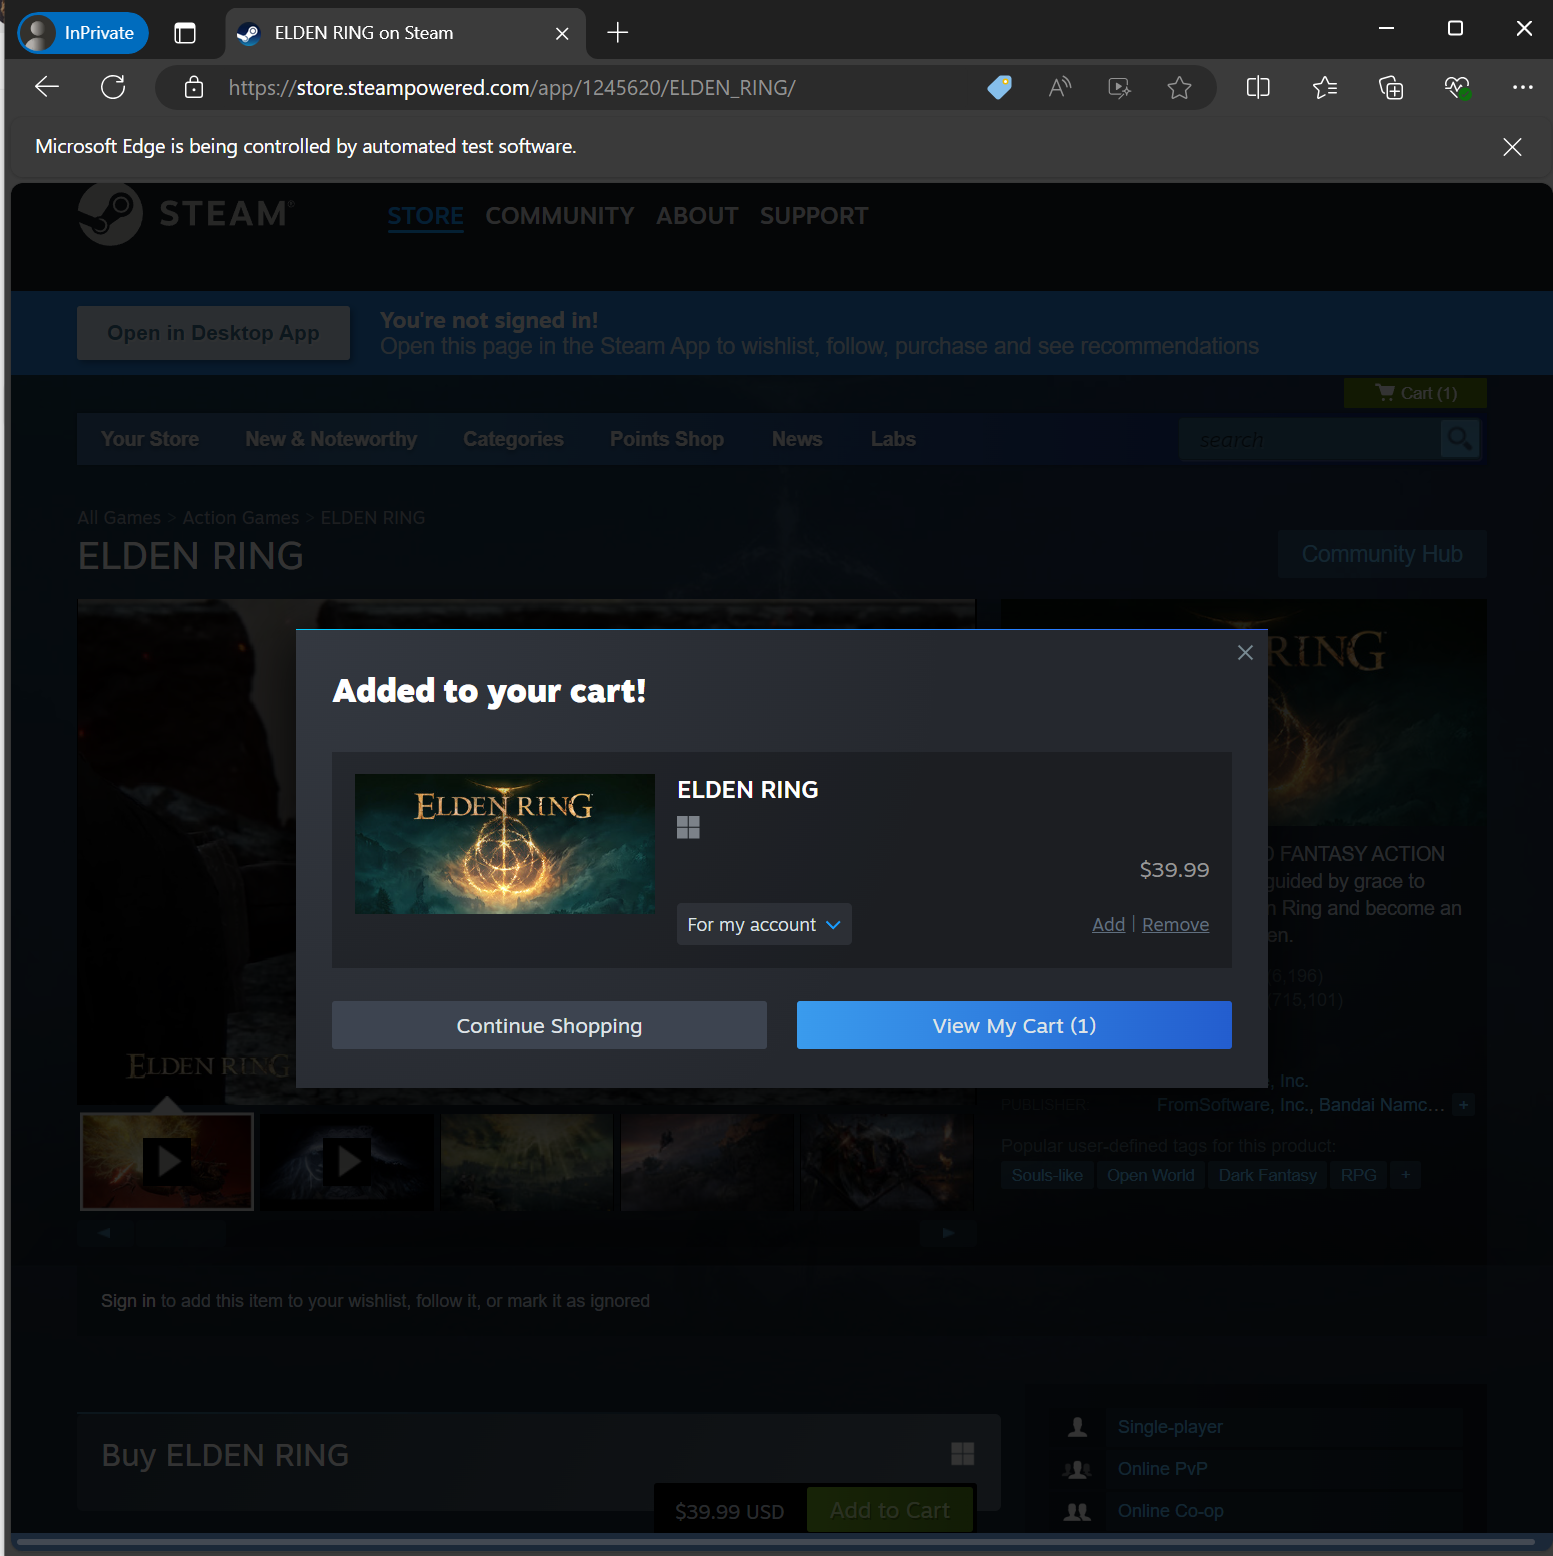 InPrivate
ELDEN RING on Steam
https://store.steampowered.com/app/1245620/ELDEN_RING/
Microsoft Edge is being controlled by automated test software.
STEAM®
STORE COMMUNITY ABOUT SUPPORT
Open in Desktop App
You're not signed in!
Open this page in the Steam App to wishlist, follow, purchase and see recommendations
Cart (1)
Your Store New & Noteworthy Categories Points Shop News Labs
search
All Games > Action Games > ELDEN RING
ELDEN RING
Community Hub
RING
Added to your cart!
ELDEN RING
ELDEN RING
$39.99
For my account
Add | Remove
Continue Shopping
View My Cart (1)
FANTASY ACTION
guided by grace to
Ring and become an
en.
6,196)
715,101)
ELDEN RING
, Inc.
PUBLISHER FromSoftware, Inc., Bandai Namc... +
Popular user-defined tags for this product:
Souls-like Open World Dark Fantasy RPG +
Sign in to add this item to your wishlist, follow it, or mark it as ignored
Buy ELDEN RING
$39.99 USD
Add to Cart
Single-player
Online PvP
Online Co-op